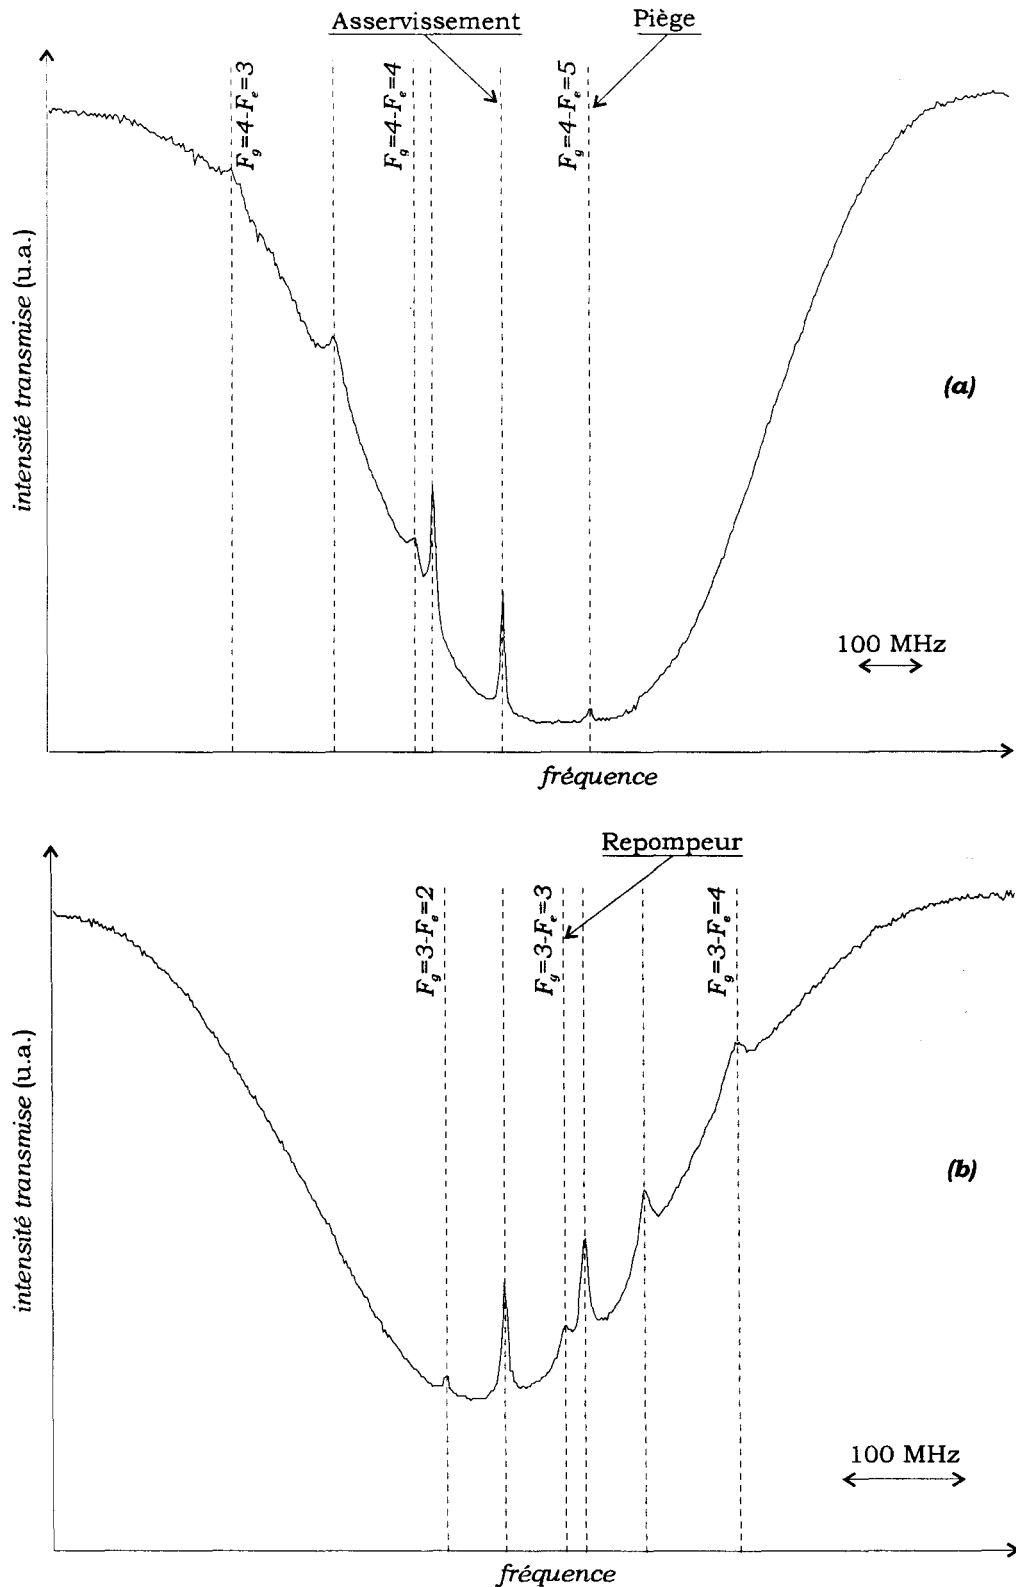 Asservissement
Piège
F_g=4-F_e=3
F_g=4-F_e=4
F_g=4-F_e=5
intensité transmise (u.a.)
(a)
100 MHz
fréquence
Repompeur
F_g=3-F_e=2
F_g=3-F_e=3
F_g=3-F_e=4
intensité transmise (u.a.)
(b)
100 MHz
fréquence